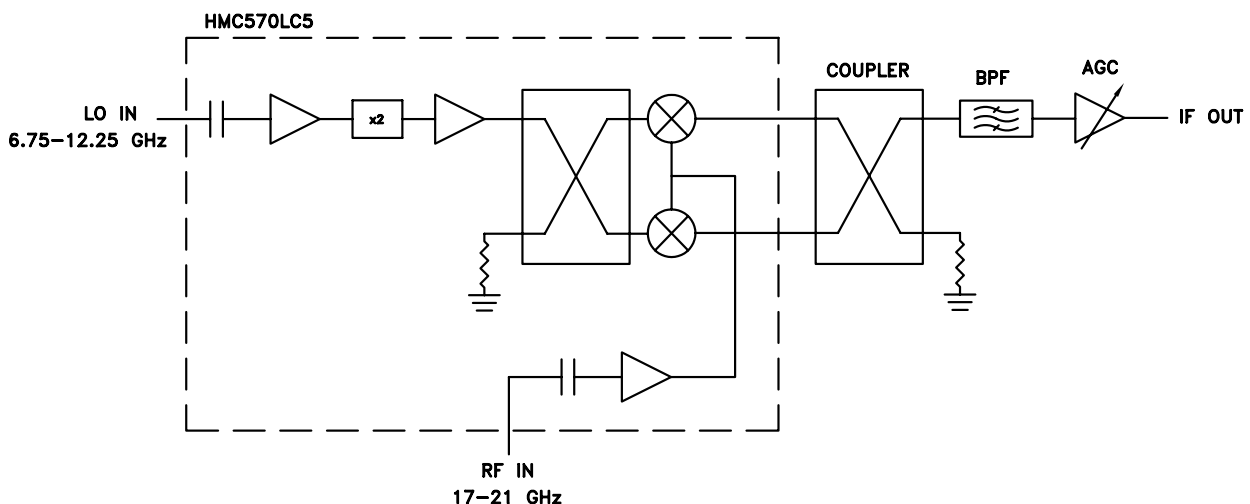 HMC570LC5
COUPLER
BPF
AGC
LO IN
6.75–12.25 GHz
x2
IF OUT
RF IN
17–21 GHz